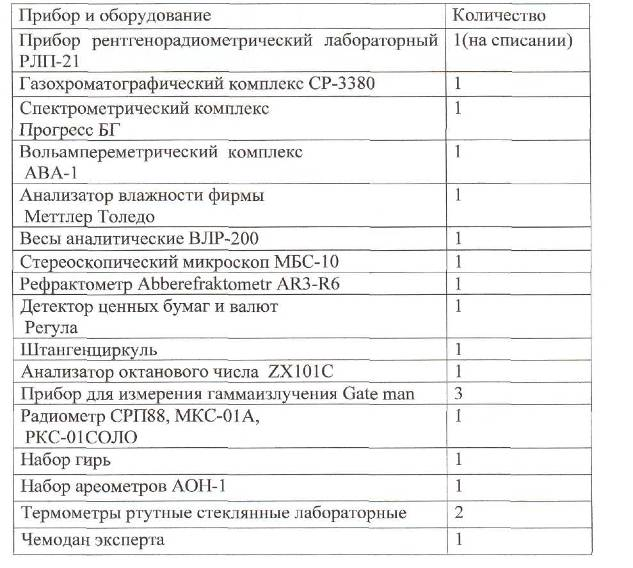 Прибор и оборудование Количество
Прибор рентгенорадиометрический лабораторный 1(на списании)
РЛП-21
Газохроматографический комплекс СР-3380 1
Спектрометрический комплекс 1
Прогресс БГ
Вольампереметрический комплекс 1
АВА-1
Анализатор влажности фирмы 1
Меттлер Толедо
Весы аналитические ВЛР-200 1
Стереоскопический микроскоп МБС-10 1
Рефрактометр Abberefraktometr AR3-R6 1
Детектор ценных бумаг и валют 1
Регула
Штангенциркуль 1
Анализатор октанового числа ZX101C 1
Прибор для измерения гаммаизлучения Gate man 3
Радиометр СРП88, МКС-01А, 1
РКС-01СОЛО
Набор гирь 1
Набор ареометров АОН-1 1
Термометры ртутные стеклянные лабораторные 2
Чемодан эксперта 1